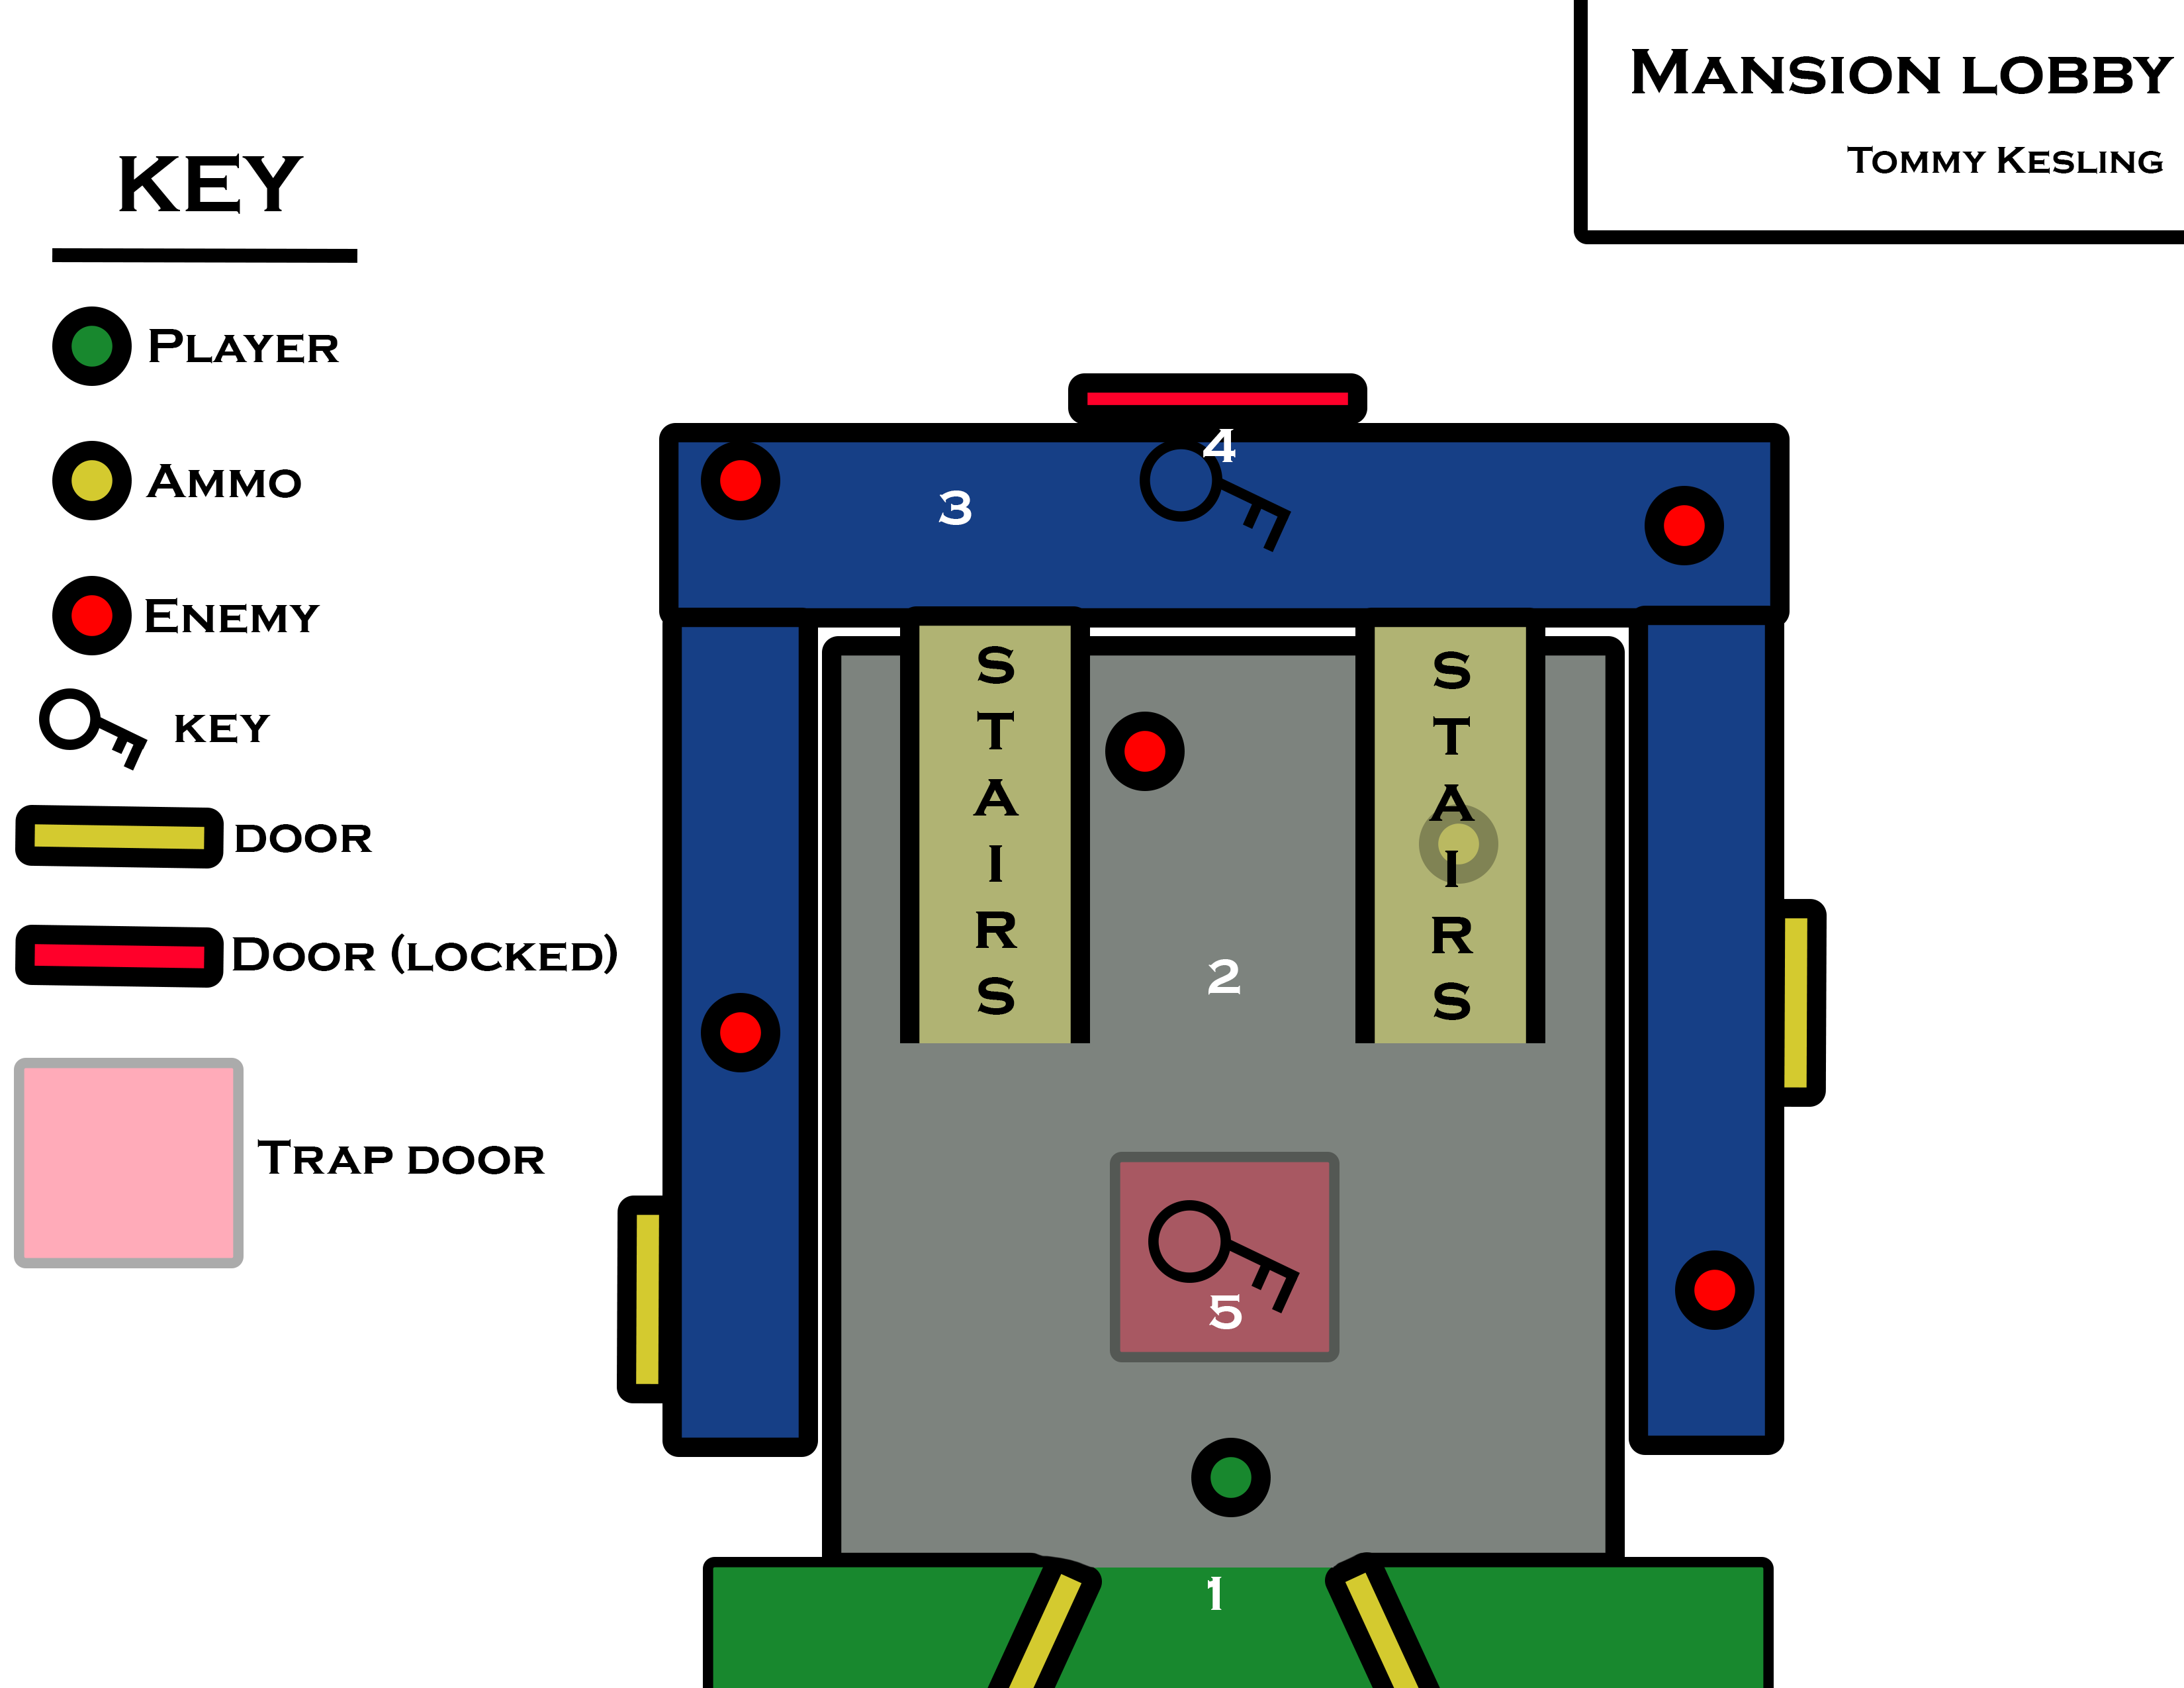 MANSION LOBBY
TOMMY KESLING
KEY
PLAYER
AMMO
ENEMY
KEY
DOOR
DOOR (LOCKED)
TRAP DOOR
4
3
STAIRS
STAIRS
2
5
1